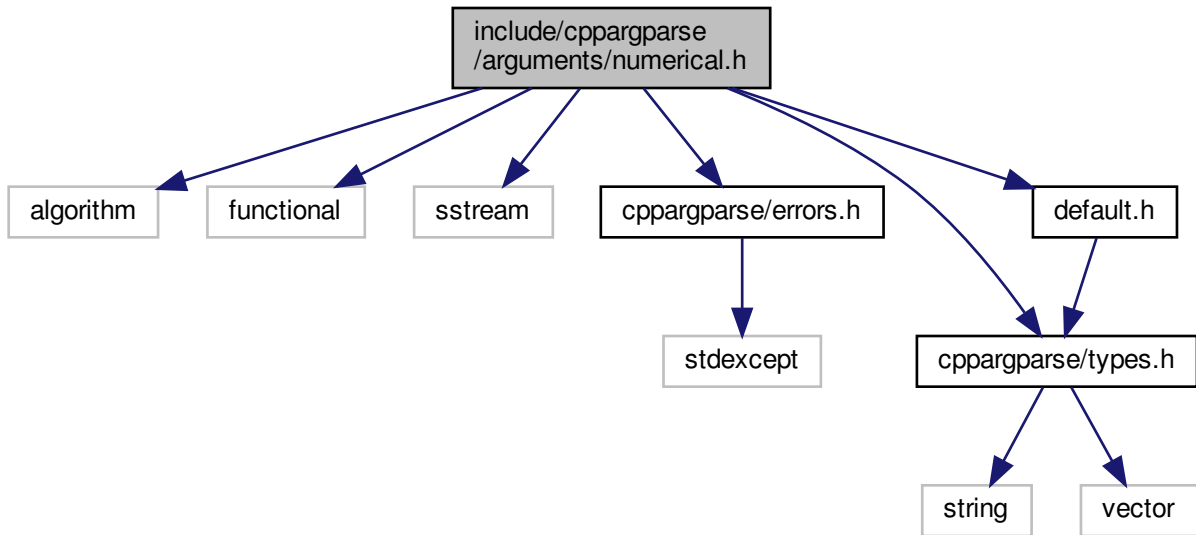 include/cppargparse
/arguments/numerical.h
algorithm
functional
sstream
cppargparse/errors.h
default.h
stdexcept
cppargparse/types.h
string
vector